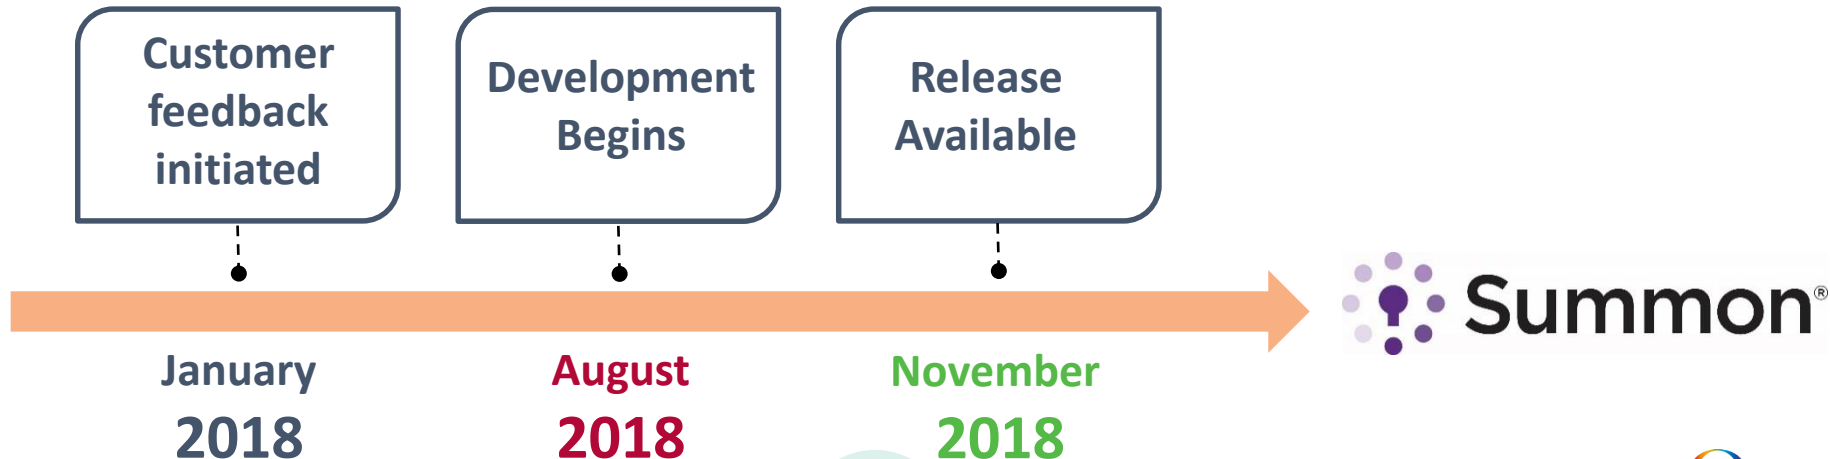 Customer
feedback
initiated
Development
Begins
Release
Available
Summon®
January
2018
August
2018
November
2018